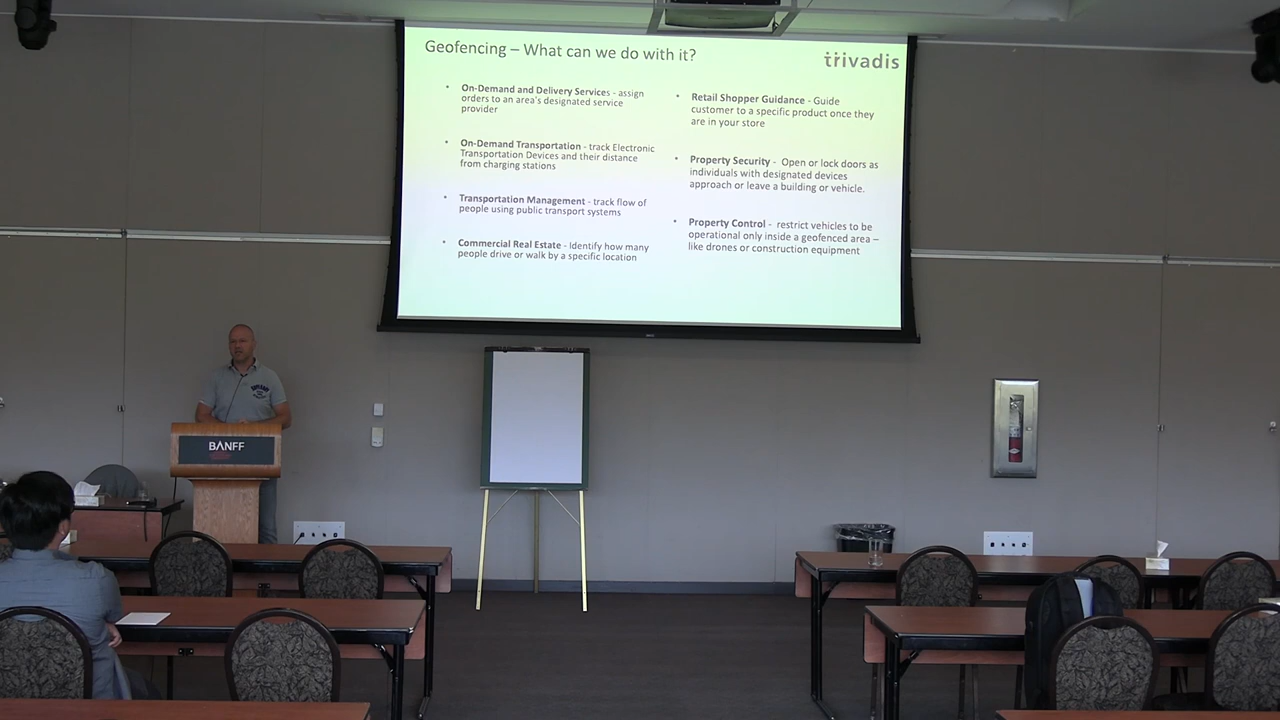 Geofencing – What can we do with it?
trivadis
• On-Demand and Delivery Services - assign
orders to an area's designated service
provider
• On-Demand Transportation - track Electronic
Transportation Devices and their distance
from charging stations
• Transportation Management - track flow of
people using public transport systems
• Commercial Real Estate - Identify how many
people drive or walk by a specific location
• Retail Shopper Guidance - Guide
customer to a specific product once they
are in your store
• Property Security - Open or lock doors as
individuals with designated devices
approach or leave a building or vehicle.
• Property Control - restrict vehicles to be
operational only inside a geofenced area –
like drones or construction equipment
BANFF